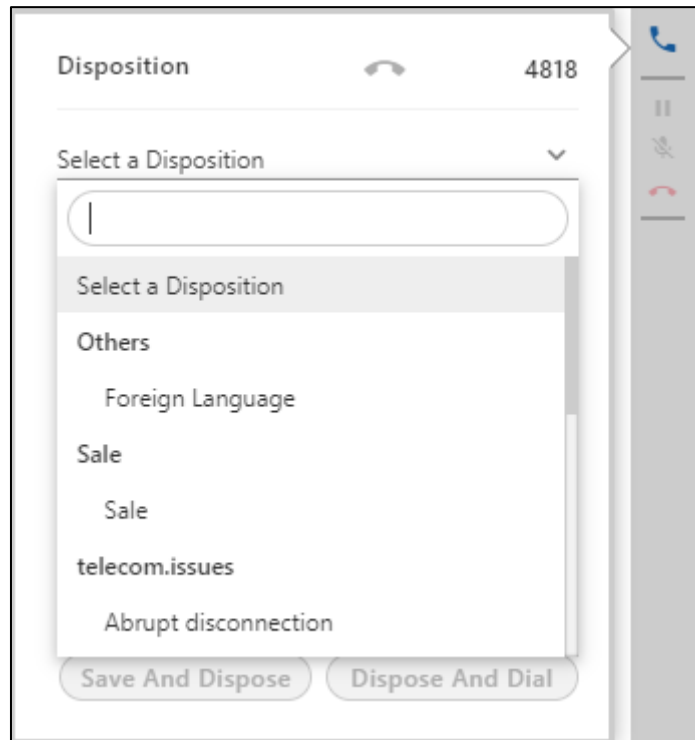 Disposition 4818
Select a Disposition
Select a Disposition
Others
Foreign Language
Sale
Sale
telecom.issues
Abrupt disconnection
Save And Dispose Dispose And Dial